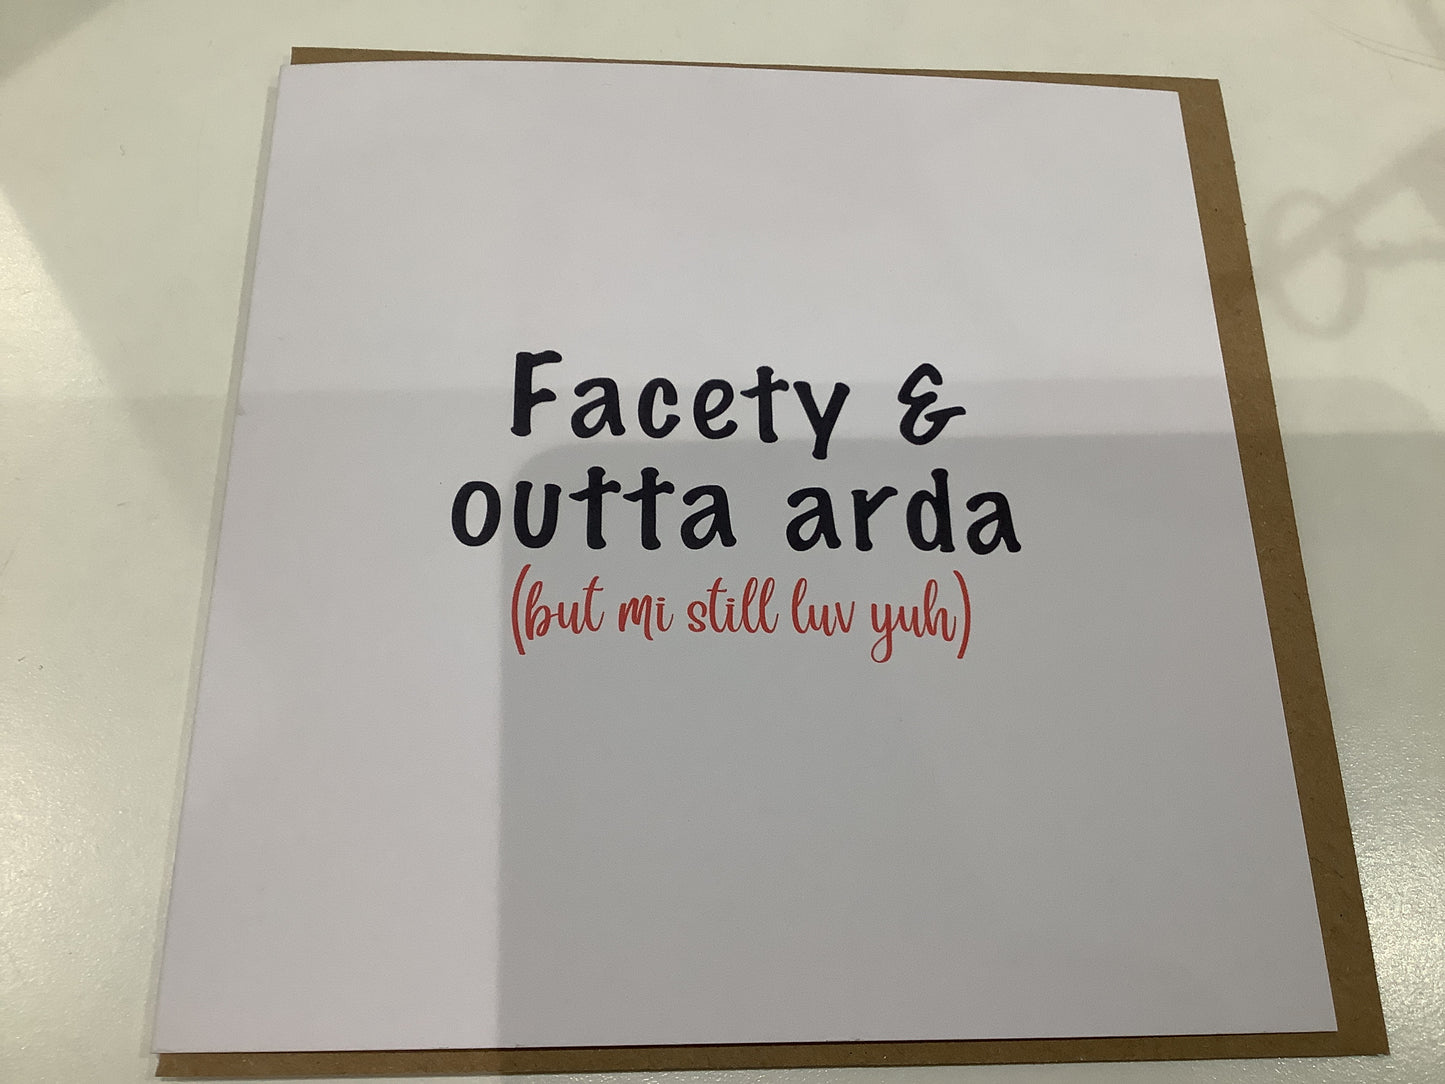 Facety &
outta arda
(but mi still luv yuh)